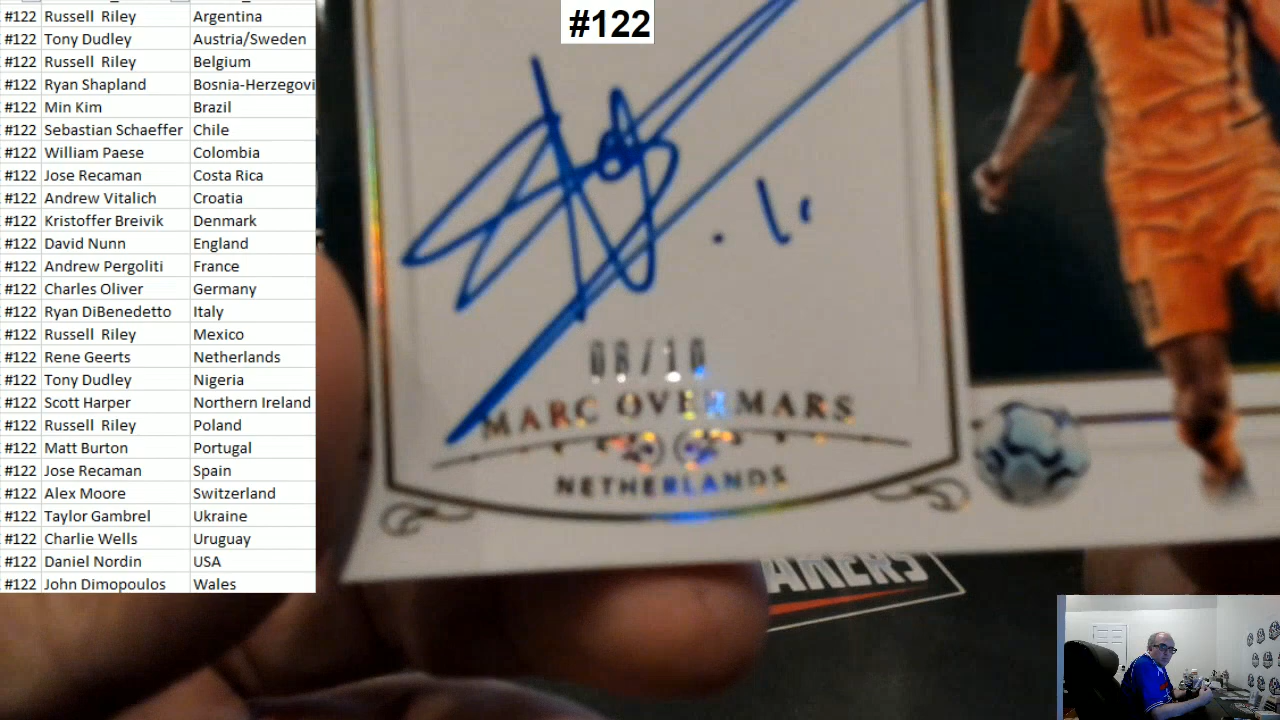 #122
#122 Russell Riley Argentina
#122 Tony Dudley Austria/Sweden
#122 Russell Riley Belgium
#122 Ryan Shapland Bosnia-Herzegovi
#122 Min Kim Brazil
#122 Sebastian Schaeffer Chile
#122 William Paese Colombia
#122 Jose Recaman Costa Rica
#122 Andrew Vitalich Croatia
#122 Kristoffer Breivik Denmark
#122 David Nunn England
#122 Andrew Pergoliti France
#122 Charles Oliver Germany
#122 Ryan DiBenedetto Italy
#122 Russell Riley Mexico
#122 Rene Geerts Netherlands
#122 Tony Dudley Nigeria
#122 Scott Harper Northern Ireland
#122 Russell Riley Poland
#122 Matt Burton Portugal
#122 Jose Recaman Spain
#122 Alex Moore Switzerland
#122 Taylor Gambrel Ukraine
#122 Charlie Wells Uruguay
#122 Daniel Nordin USA
#122 John Dimopoulos Wales
08/10
MARC OVERMARS
NETHERLANDS